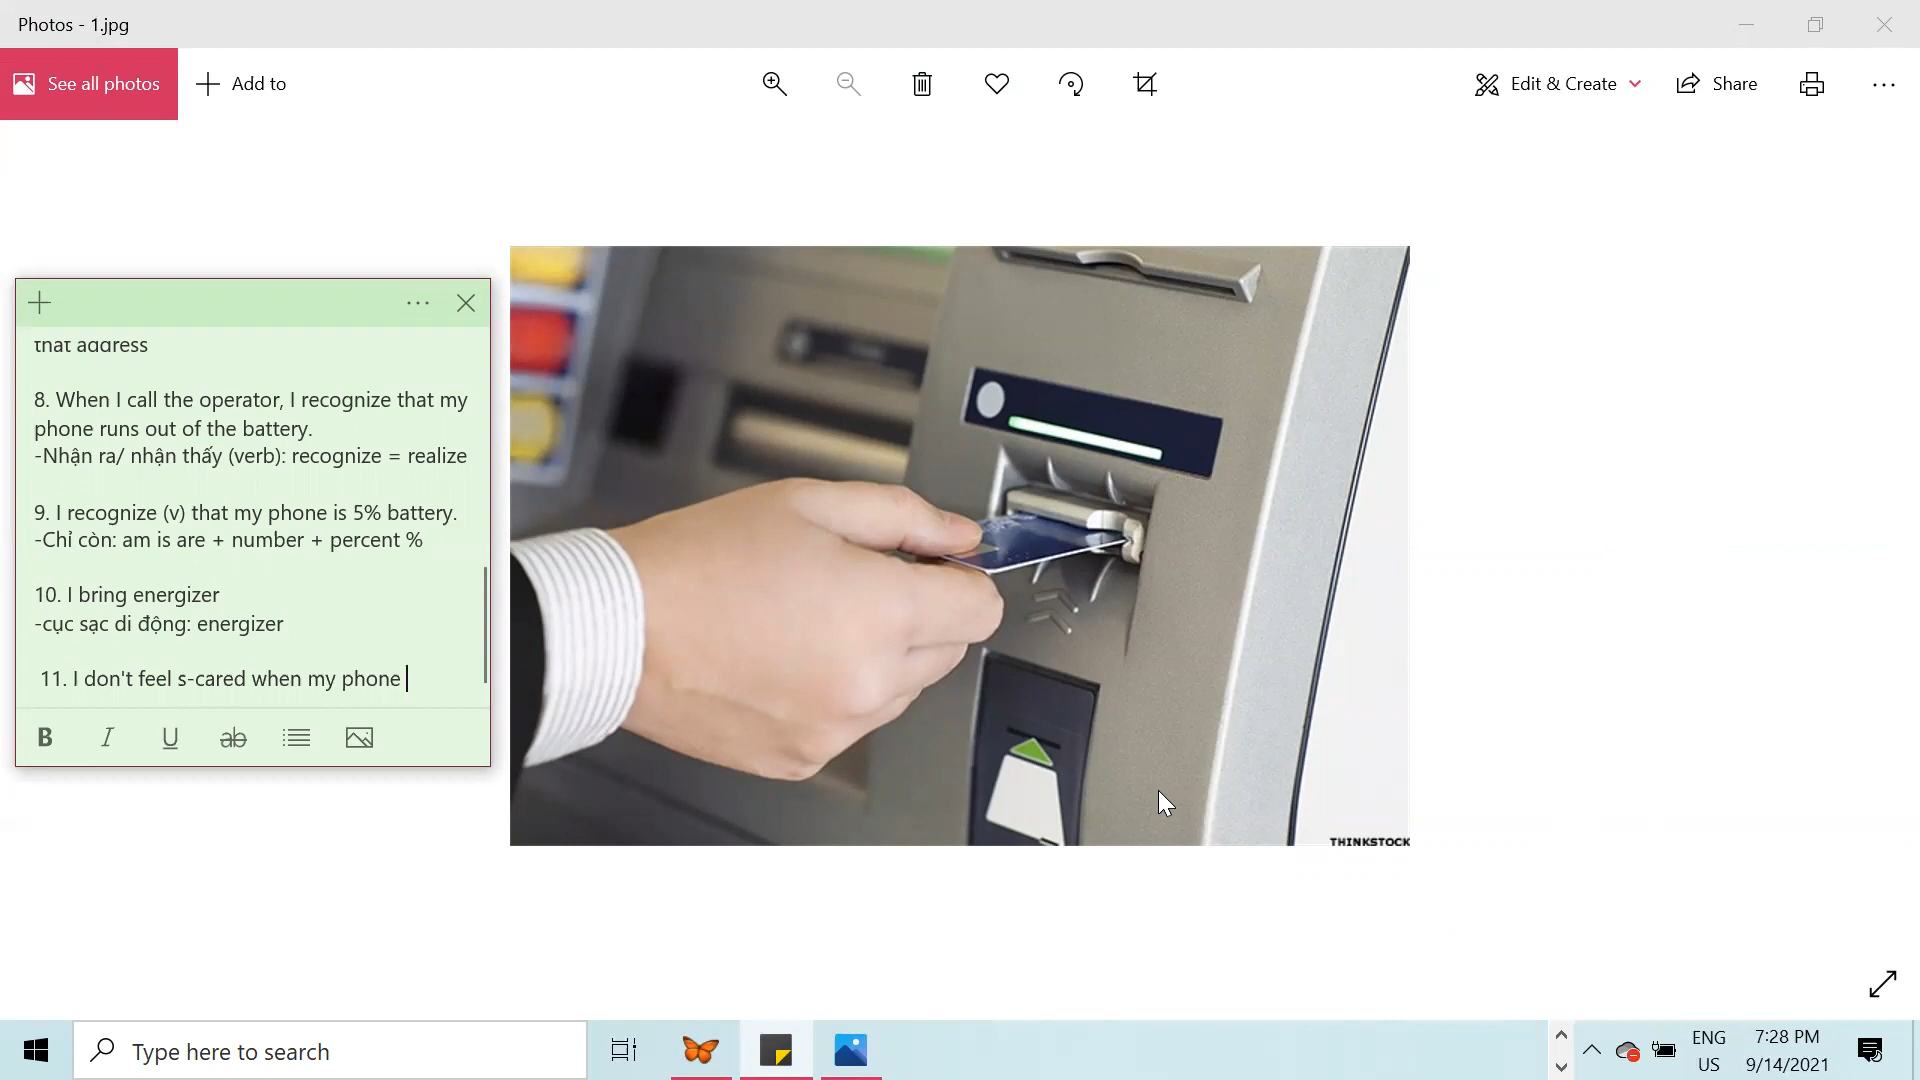 Photos - 1.jpg
See all photos
Add to
Edit & Create
Share
that address
8. When I call the operator, I recognize that my
phone runs out of the battery.
-Nhận ra/ nhận thấy (verb): recognize = realize
9. I recognize (v) that my phone is 5% battery.
-Chỉ còn: am is are + number + percent %
10. I bring energizer
-cục sạc di động: energizer
11. I don't feel s-cared when my phone
B I U ab
THINKSTOCK
Type here to search
ENG
US
7:28 PM
9/14/2021